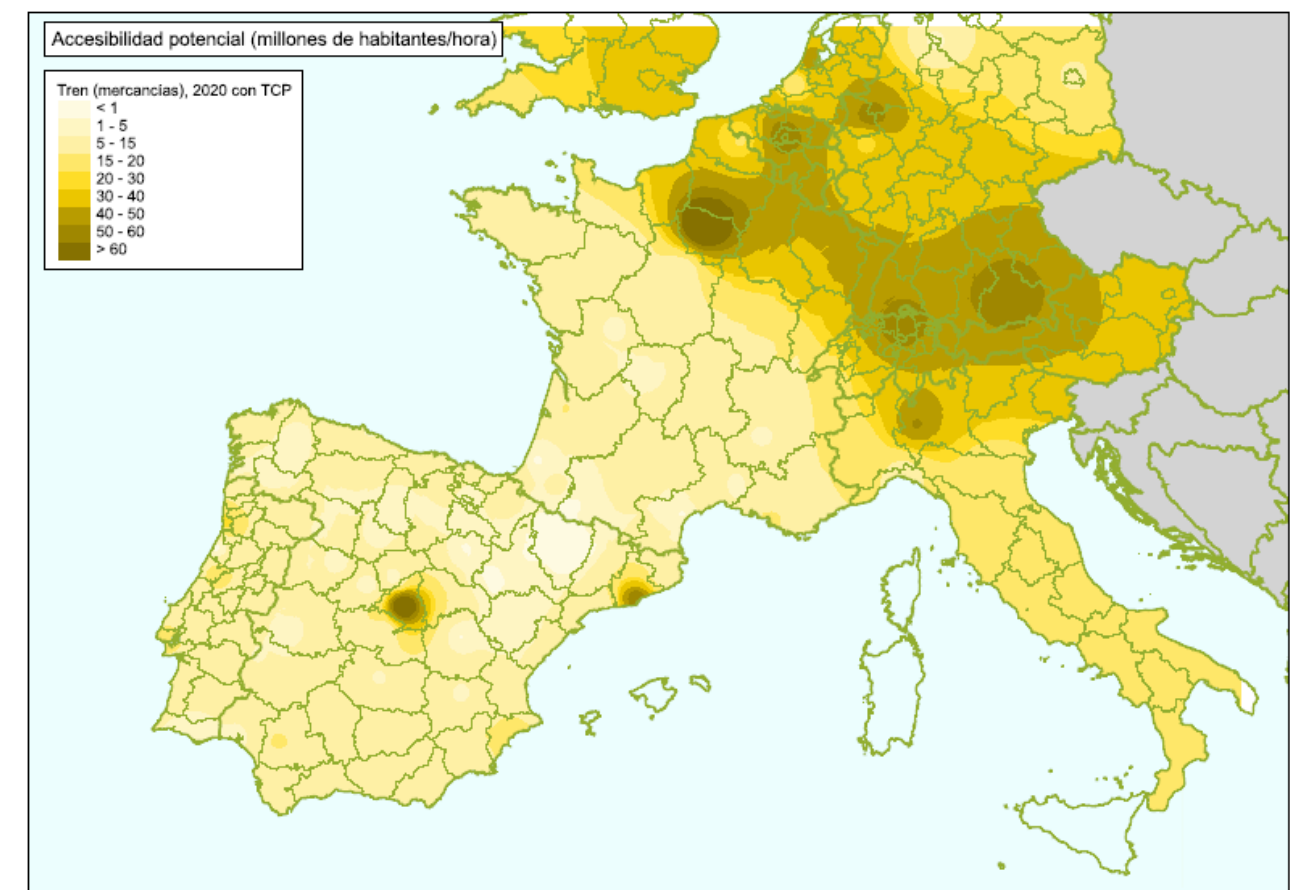 Accesibilidad potencial (millones de habitantes/hora)
Tren (mercancías), 2020 con TCP
< 1
1 - 5
5 - 15
15 - 20
20 - 30
30 - 40
40 - 50
50 - 60
> 60